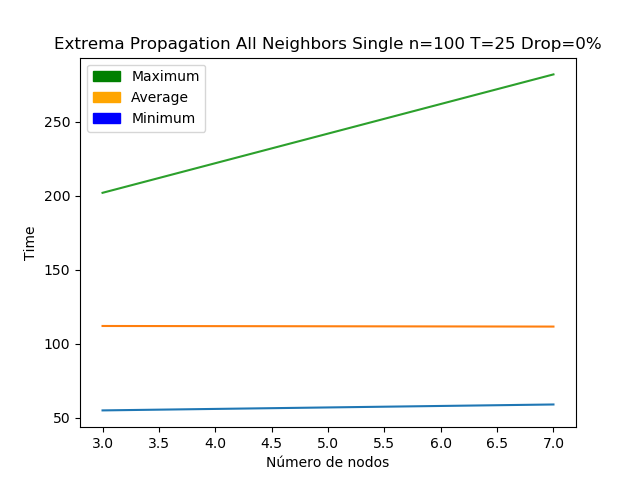 Extrema Propagation All Neighbors Single n=100 T=25 Drop=0%
Maximum
Average
Minimum
250
200
150
100
50
Time
3.0 3.5 4.0 4.5 5.0 5.5 6.0 6.5 7.0
Número de nodos